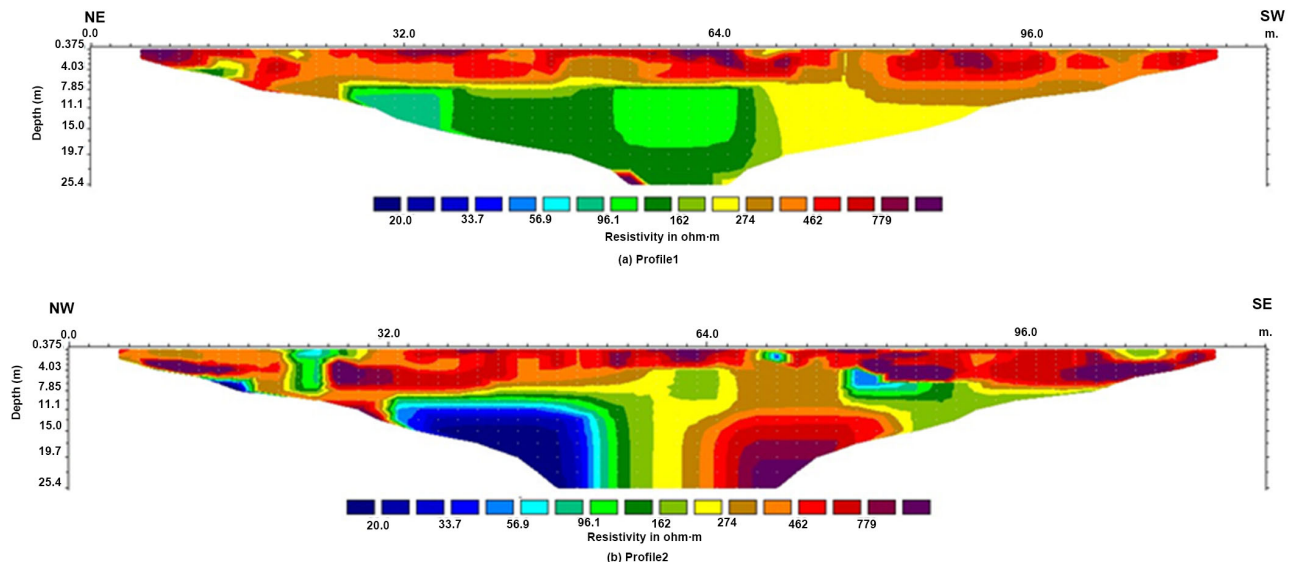 NE SW
0.0 32.0 64.0 96.0 m.
0.375
4.03
7.85
11.1
15.0
19.7
25.4
Depth (m)
20.0 33.7 56.9 96.1 162 274 462 779
Resistivity in ohm·m
(a) Profile1
NW SE
0.0 32.0 64.0 96.0 m.
0.375
4.03
7.85
11.1
15.0
19.7
25.4
Depth (m)
20.0 33.7 56.9 96.1 162 274 462 779
Resistivity in ohm·m
(b) Profile2